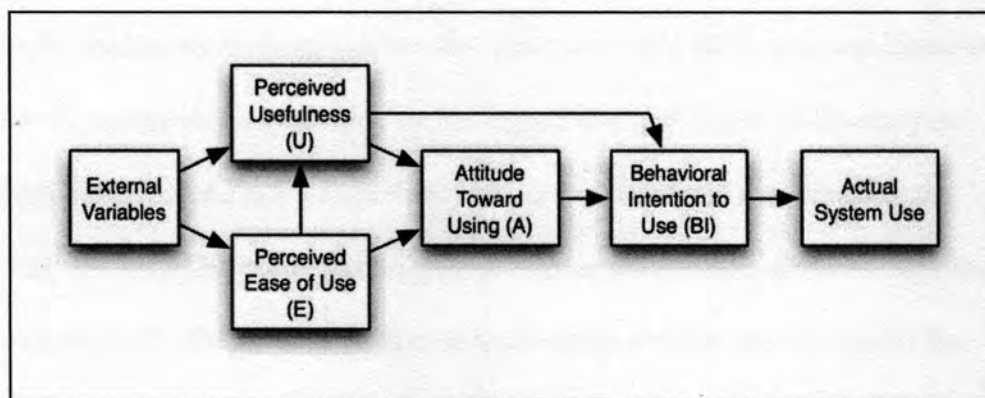 External
Variables
Perceived
Usefulness
(U)
Perceived
Ease of Use
(E)
Attitude
Toward
Using (A)
Behavioral
Intention to
Use (BI)
Actual
System Use